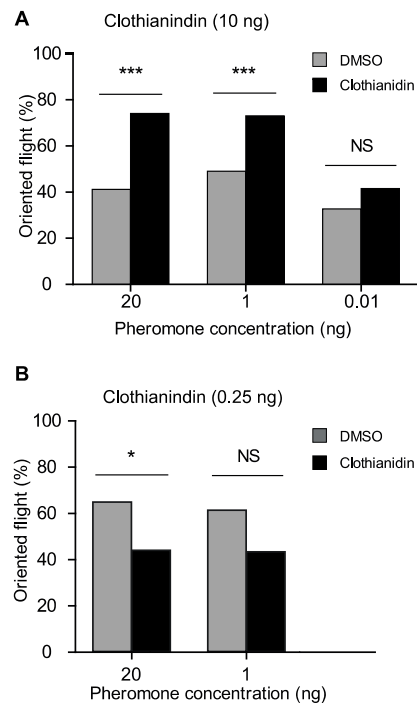 A
Clothianindin (10 ng)
DMSO
Clothianidin
***
***
NS
100
80
60
40
20
0
Oriented flight (%)
20
1
0.01
Pheromone concentration (ng)
B
Clothianindin (0.25 ng)
DMSO
Clothianidin
*
NS
100
80
60
40
20
0
Oriented flight (%)
20
1
Pheromone concentration (ng)